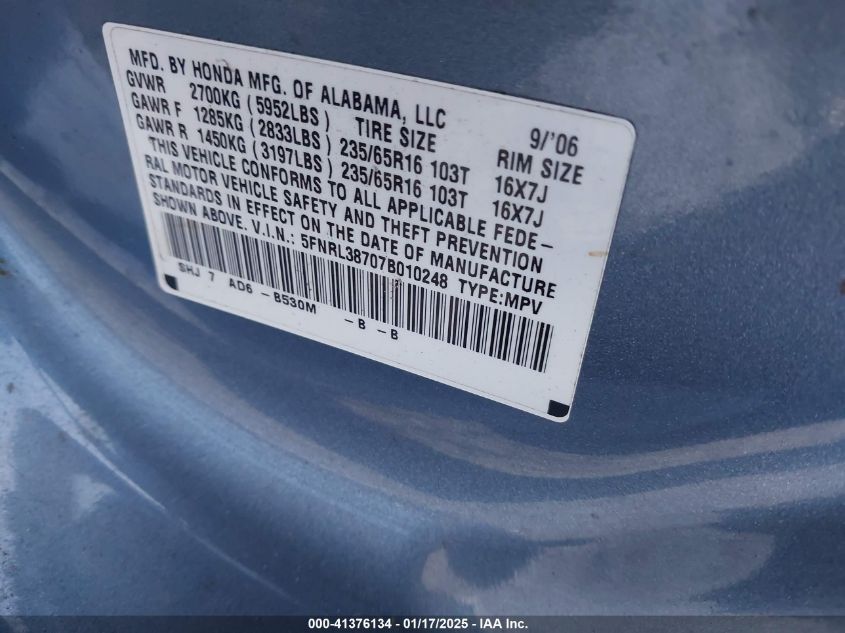 MFD. BY HONDA MFG. OF ALABAMA, LLC 9/'06
GVWR 2700KG (5952LBS) TIRE SIZE RIM SIZE
GAWR F 1285KG (2833LBS) 235/65R16 103T 16X7J
GAWR R 1450KG (3197LBS) 235/65R16 103T 16X7J
THIS VEHICLE CONFORMS TO ALL APPLICABLE FEDE-
RAL MOTOR VEHICLE SAFETY AND THEFT PREVENTION
STANDARDS IN EFFECT ON THE DATE OF MANUFACTURE
SHOWN ABOVE. V.I.N.: 5FNRL38707B010248 TYPE:MPV
SHJ 7 AD6 - B530M - B - B
000-41376134 - 01/17/2025 - IAA Inc.